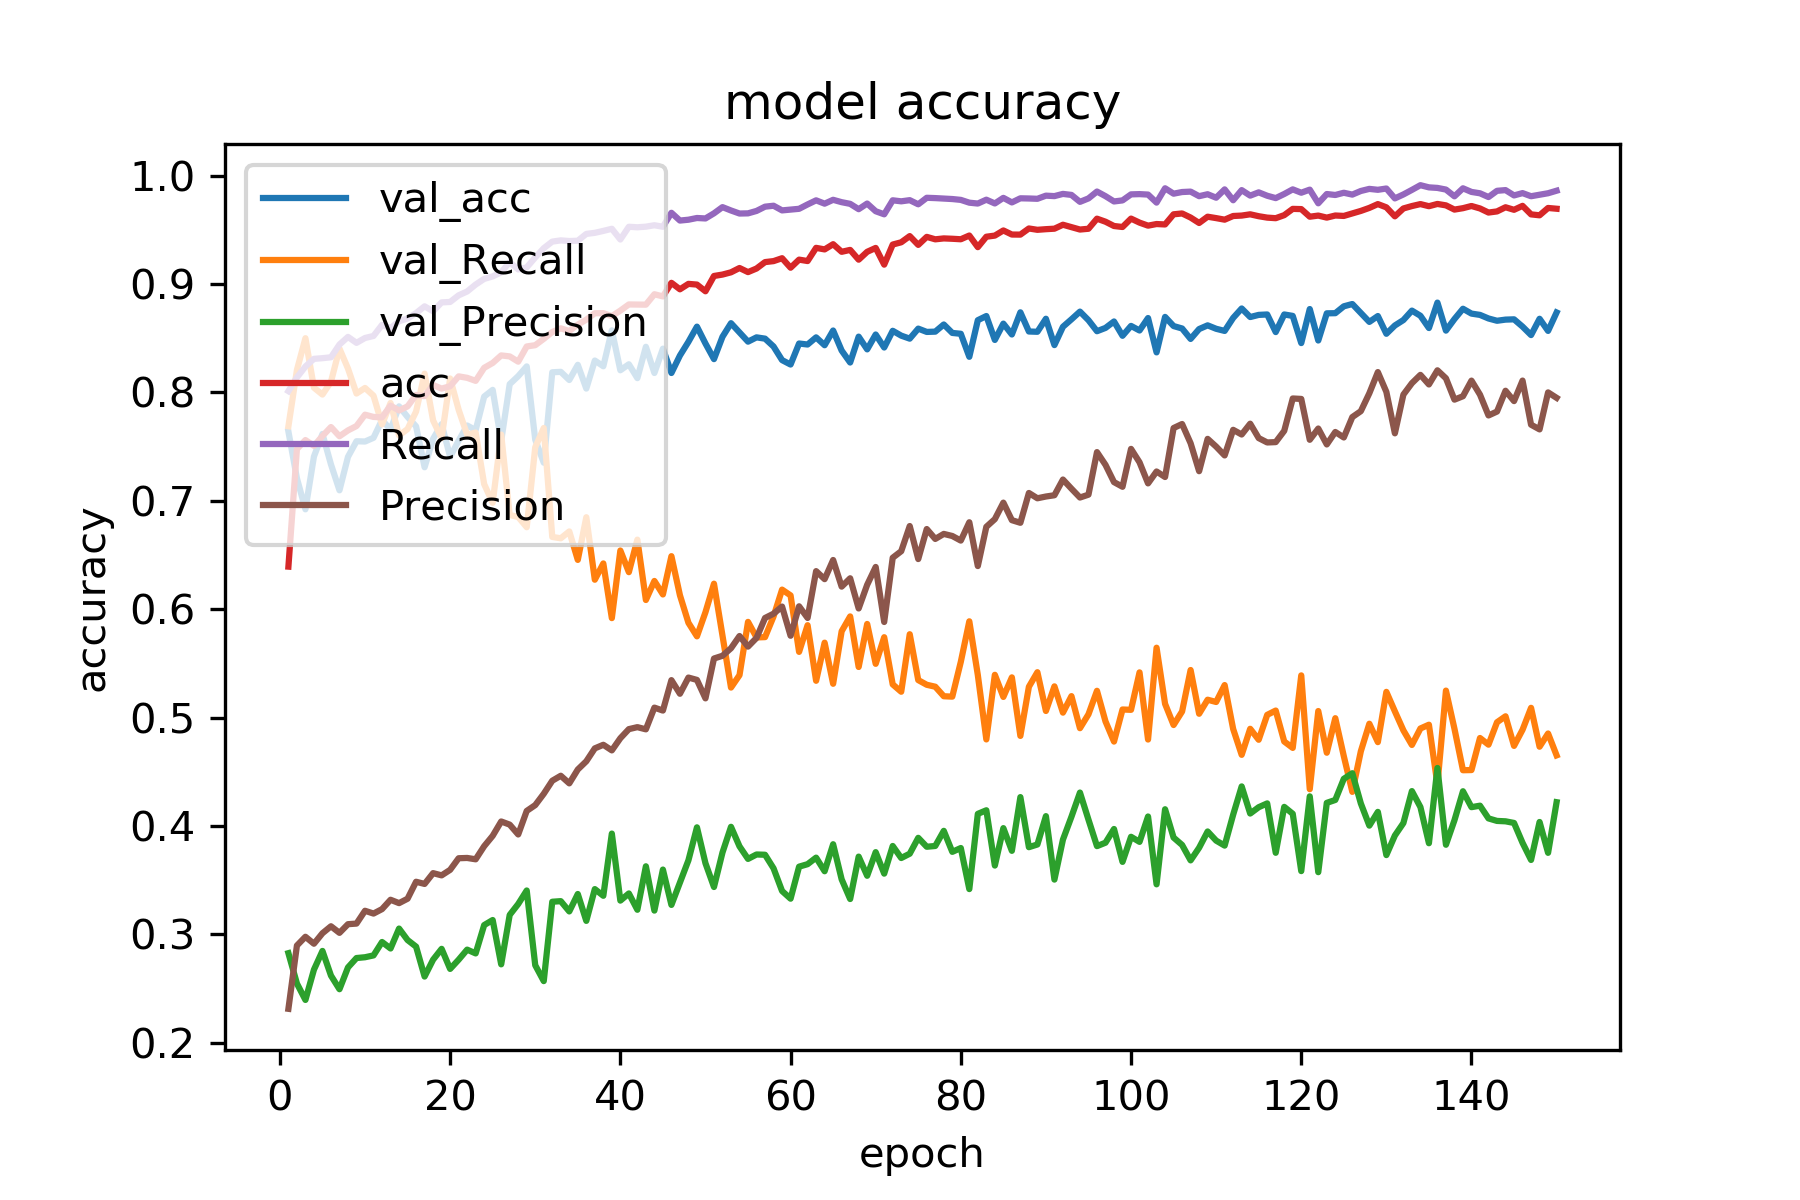 model accuracy
1.0
0.9
0.8
0.7
0.6
0.5
0.4
0.3
0.2
accuracy
val_acc
val_Recall
val_Precision
acc
Recall
Precision
0 20 40 60 80 100 120 140
epoch